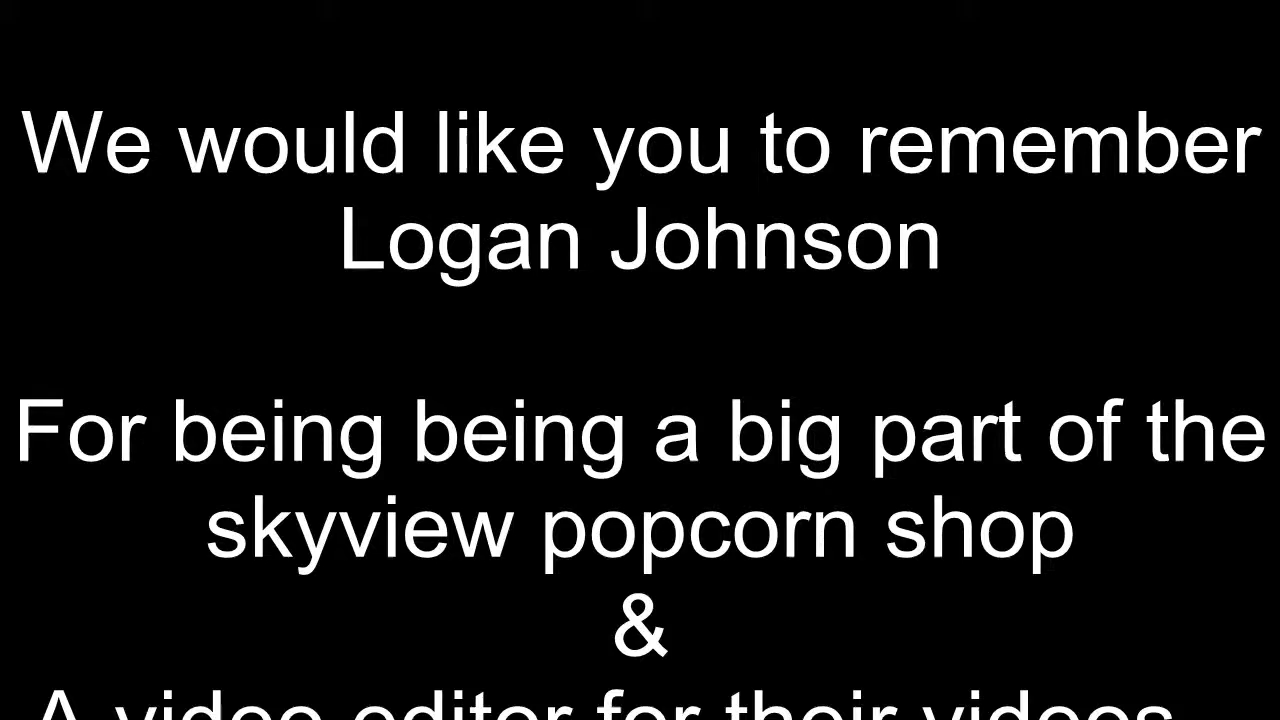 We would like you to remember
Logan Johnson
For being being a big part of the
skyview popcorn shop
&
A video editor for their videos